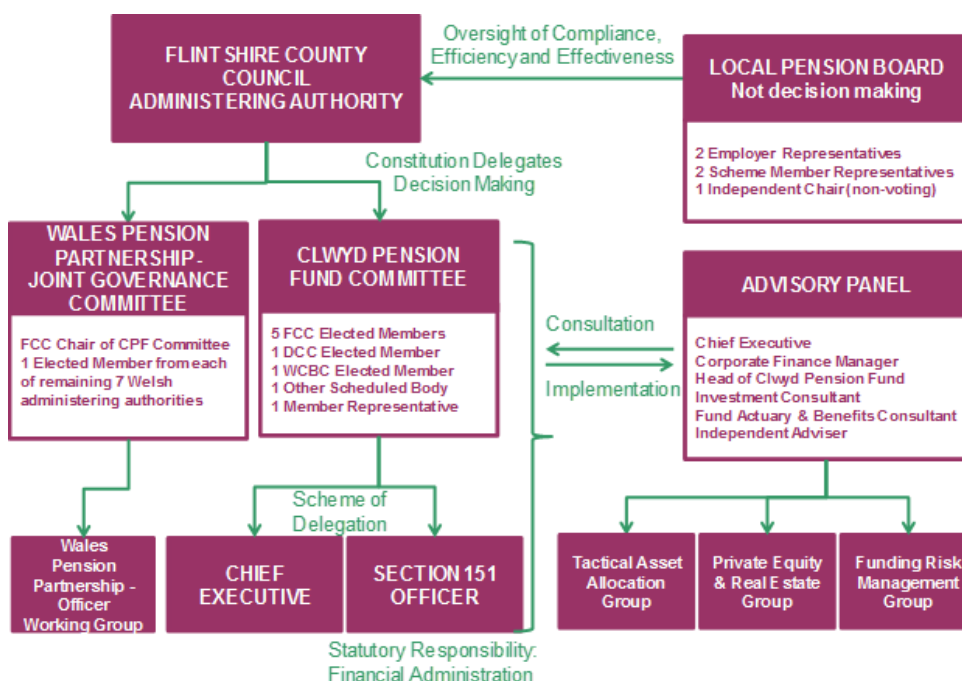 FLINTSHIRE COUNTY
COUNCIL
ADMINISTERING AUTHORITY
Oversight of Compliance,
Efficiency and Effectiveness
LOCAL PENSION BOARD
Not decision making
2 Employer Representatives
2 Scheme Member Representatives
1 Independent Chair (non-voting)
Constitution Delegates
Decision Making
WALES PENSION
PARTNERSHIP -
JOINT GOVERNANCE
COMMITTEE
FCC Chair of CPF Committee
1 Elected Member from each
of remaining 7 Welsh
administering authorities
CLWYD PENSION
FUND COMMITTEE
5 FCC Elected Members
1 DCC Elected Member
1 WCBC Elected Member
1 Other Scheduled Body
1 Member Representative
Consultation
Implementation
ADVISORY PANEL
Chief Executive
Corporate Finance Manager
Head of Clwyd Pension Fund
Investment Consultant
Fund Actuary & Benefits Consultant
Independent Adviser
Scheme of
Delegation
Wales
Pension
Partnership -
Officer
Working Group
CHIEF
EXECUTIVE
SECTION 151
OFFICER
Tactical Asset
Allocation
Group
Private Equity
& Real Estate
Group
Funding Risk
Management
Group
Statutory Responsibility:
Financial Administration